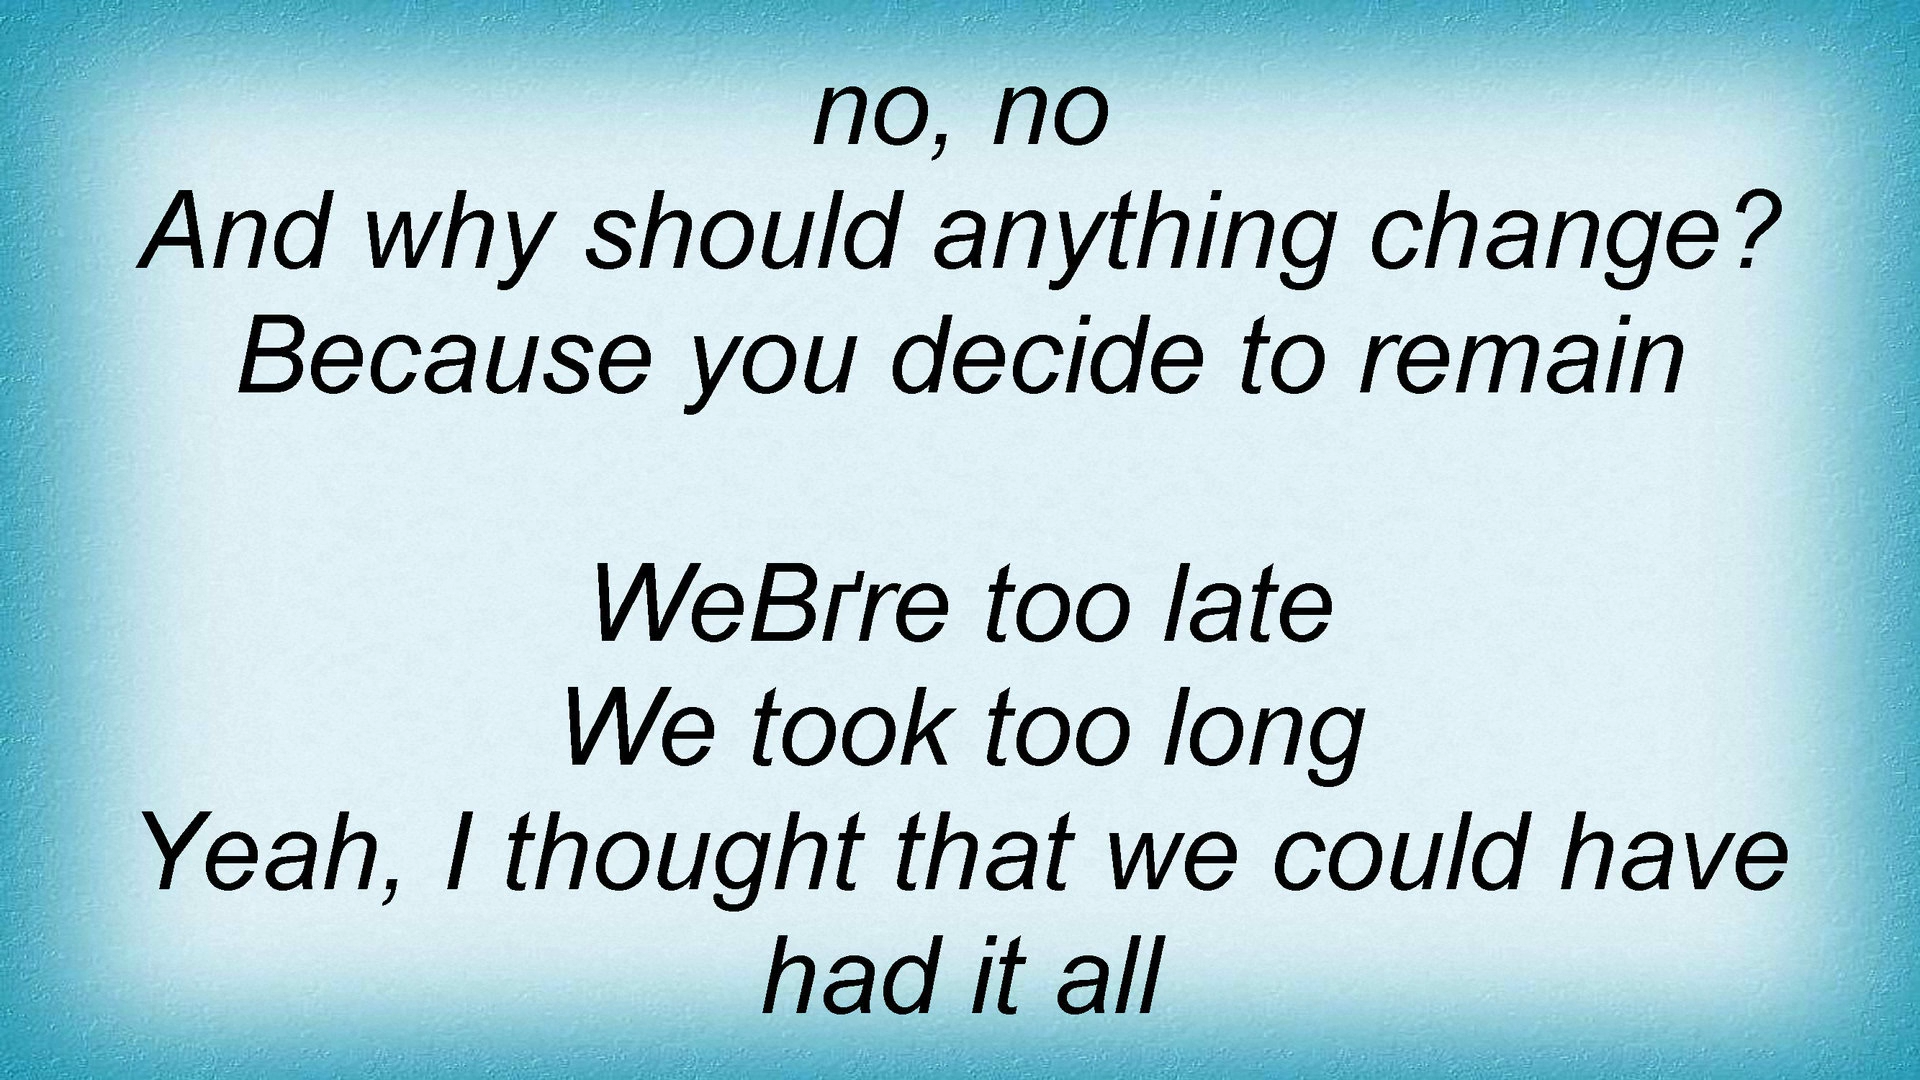 no, no
And why should anything change?
Because you decide to remain
WeBґre too late
We took too long
Yeah, I thought that we could have
had it all